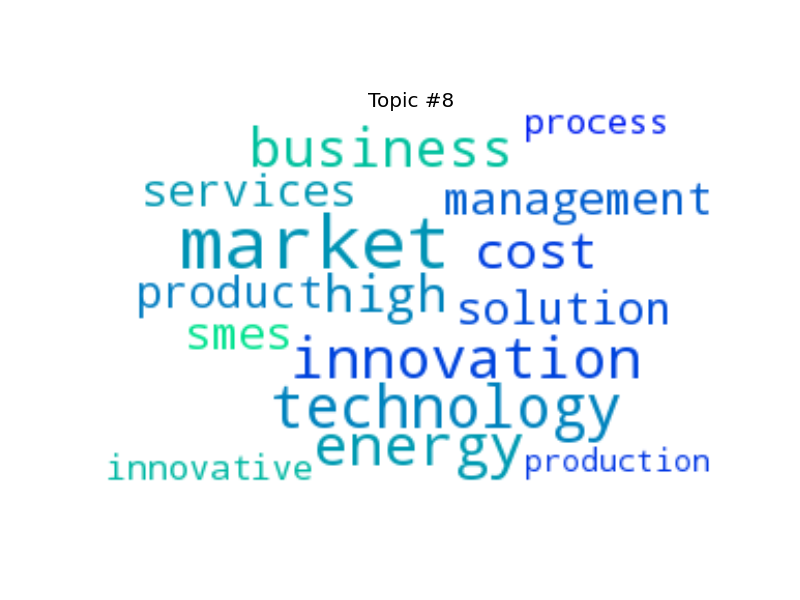 Topic #8
process
business
services
management
market
cost
product
high
solution
smes
innovation
technology
energy
innovative
production